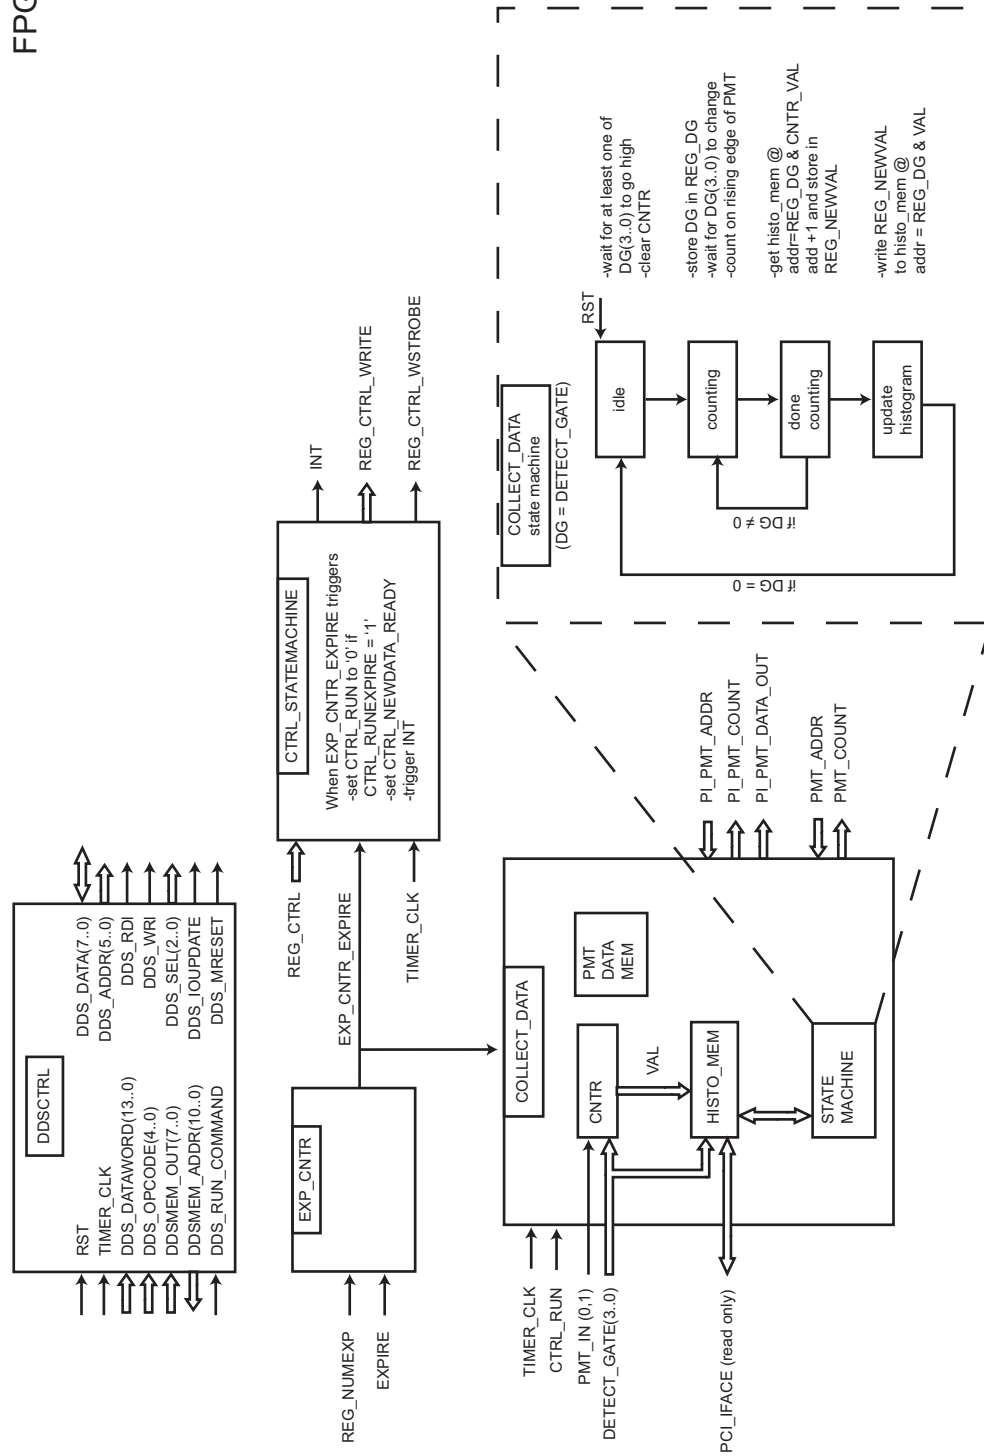 FPG
DDSCTRL
RST
TIMER_CLK
DDS_DATAWORD(13..0)
DDS_OPCODE(4..0)
DDSMEM_OUT(7..0)
DDSMEM_ADDR(10..0)
DDS_RUN_COMMAND
DDS_DATA(7..0)
DDS_ADDR(5..0)
DDS_RDI
DDS_WRI
DDS_SEL(2..0)
DDS_IOUPDATE
DDS_MRESET
REG_NUMEXP
EXPIRE
EXP_CNTR
EXP_CNTR_EXPIRE
REG_CTRL
TIMER_CLK
CTRL_STATEMACHINE
When EXP_CNTR_EXPIRE triggers
-set CTRL_RUN to ‘0’ if
CTRL_RUNEXPIRE = ‘1’
-set CTRL_NEWDATA_READY
-trigger INT
INT
REG_CTRL_WRITE
REG_CTRL_WSTROBE
TIMER_CLK
CTRL_RUN
PMT_IN (0,1)
DETECT_GATE(3..0)
PCI_IFACE (read only)
COLLECT_DATA
CNTR
PMT
DATA
MEM
VAL
HISTO_MEM
STATE
MACHINE
PI_PMT_ADDR
PI_PMT_COUNT
PI_PMT_DATA_OUT
PMT_ADDR
PMT_COUNT
COLLECT_DATA
state machine
(DG = DETECT_GATE)
RST
idle
counting
done
counting
update
histogram
if DG ≠ 0
if DG = 0
-wait for at least one of
DG(3..0) to go high
-clear CNTR
-store DG in REG_DG
-wait for DG(3..0) to change
-count on rising edge of PMT
-get histo_mem @
addr=REG_DG & CNTR_VAL
add +1 and store in
REG_NEWVAL
-write REG_NEWVAL
to histo_mem @
addr = REG_DG & VAL